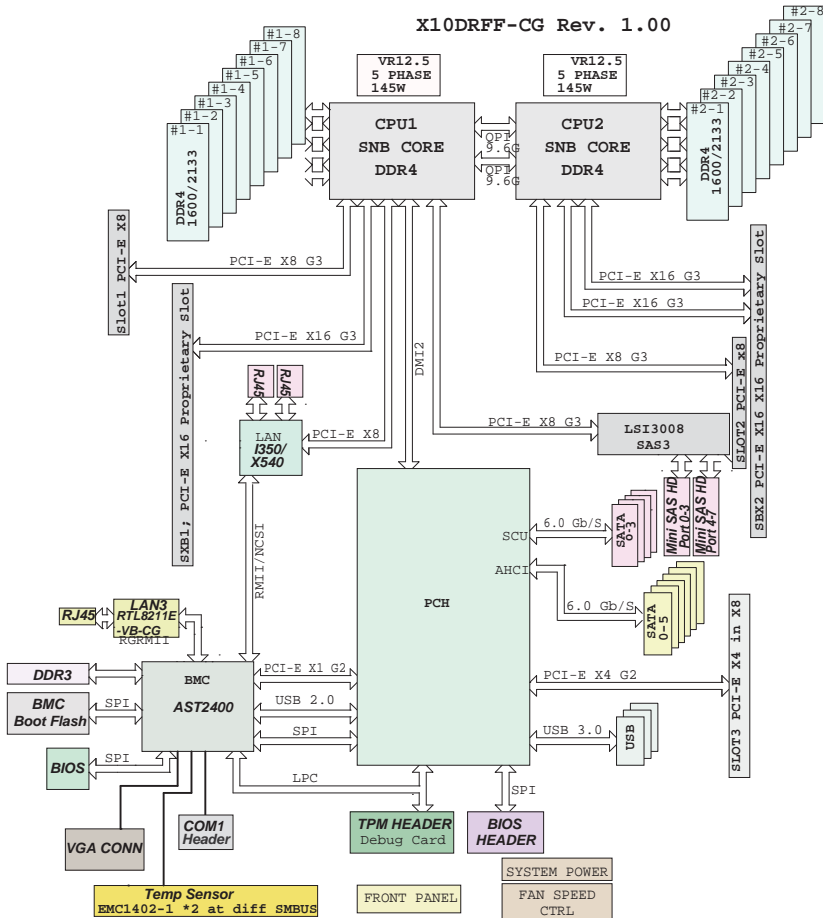 X10DRFF-CG Rev. 1.00
#1-8
#1-7
#1-6
#1-5
#1-4
#1-3
#1-2
#1-1
DDR4
1600/2133
VR12.5
5 PHASE
145W
VR12.5
5 PHASE
145W
#2-8
#2-7
#2-6
#2-5
#2-4
#2-3
#2-2
#2-1
DDR4
1600/2133
CPU1
SNB CORE
DDR4
QPI
9.6G
QPI
9.6G
CPU2
SNB CORE
DDR4
Slot1 PCI-E X8
PCI-E X8 G3
SXB1; PCI-E X16 Proprietary Slot
PCI-E X16 G3
DMI2
PCI-E X16 G3
PCI-E X16 G3
PCI-E X8 G3
SLOT2 PCI-E X8
SBX2 PCI-E X16 X16 Proprietary Slot
RJ45
RJ45
LAN
I350/
X540
PCI-E X8
PCI-E X8 G3
LSI3008
SAS3
Mini SAS HD
Port 0-3
Mini SAS HD
Port 4-7
RMII/NCSI
PCH
SCU
6.0 Gb/S
SATA
0-3
AHCI
6.0 Gb/S
SATA
0-5
RJ45
LAN3
RTL8211E
-VB-CG
RGRMII
DDR3
BMC
Boot Flash
SPI
BIOS
SPI
BMC
AST2400
PCI-E X1 G2
USB 2.0
SPI
LPC
PCI-E X4 G2
USB 3.0
USB
SLOT3 PCI-E X4 in X8
SPI
VGA CONN
COM1
Header
TPM HEADER
Debug Card
BIOS
HEADER
Temp Sensor
EMC1402-1 *2 at diff SMBUS
FRONT PANEL
SYSTEM POWER
FAN SPEED
CTRL